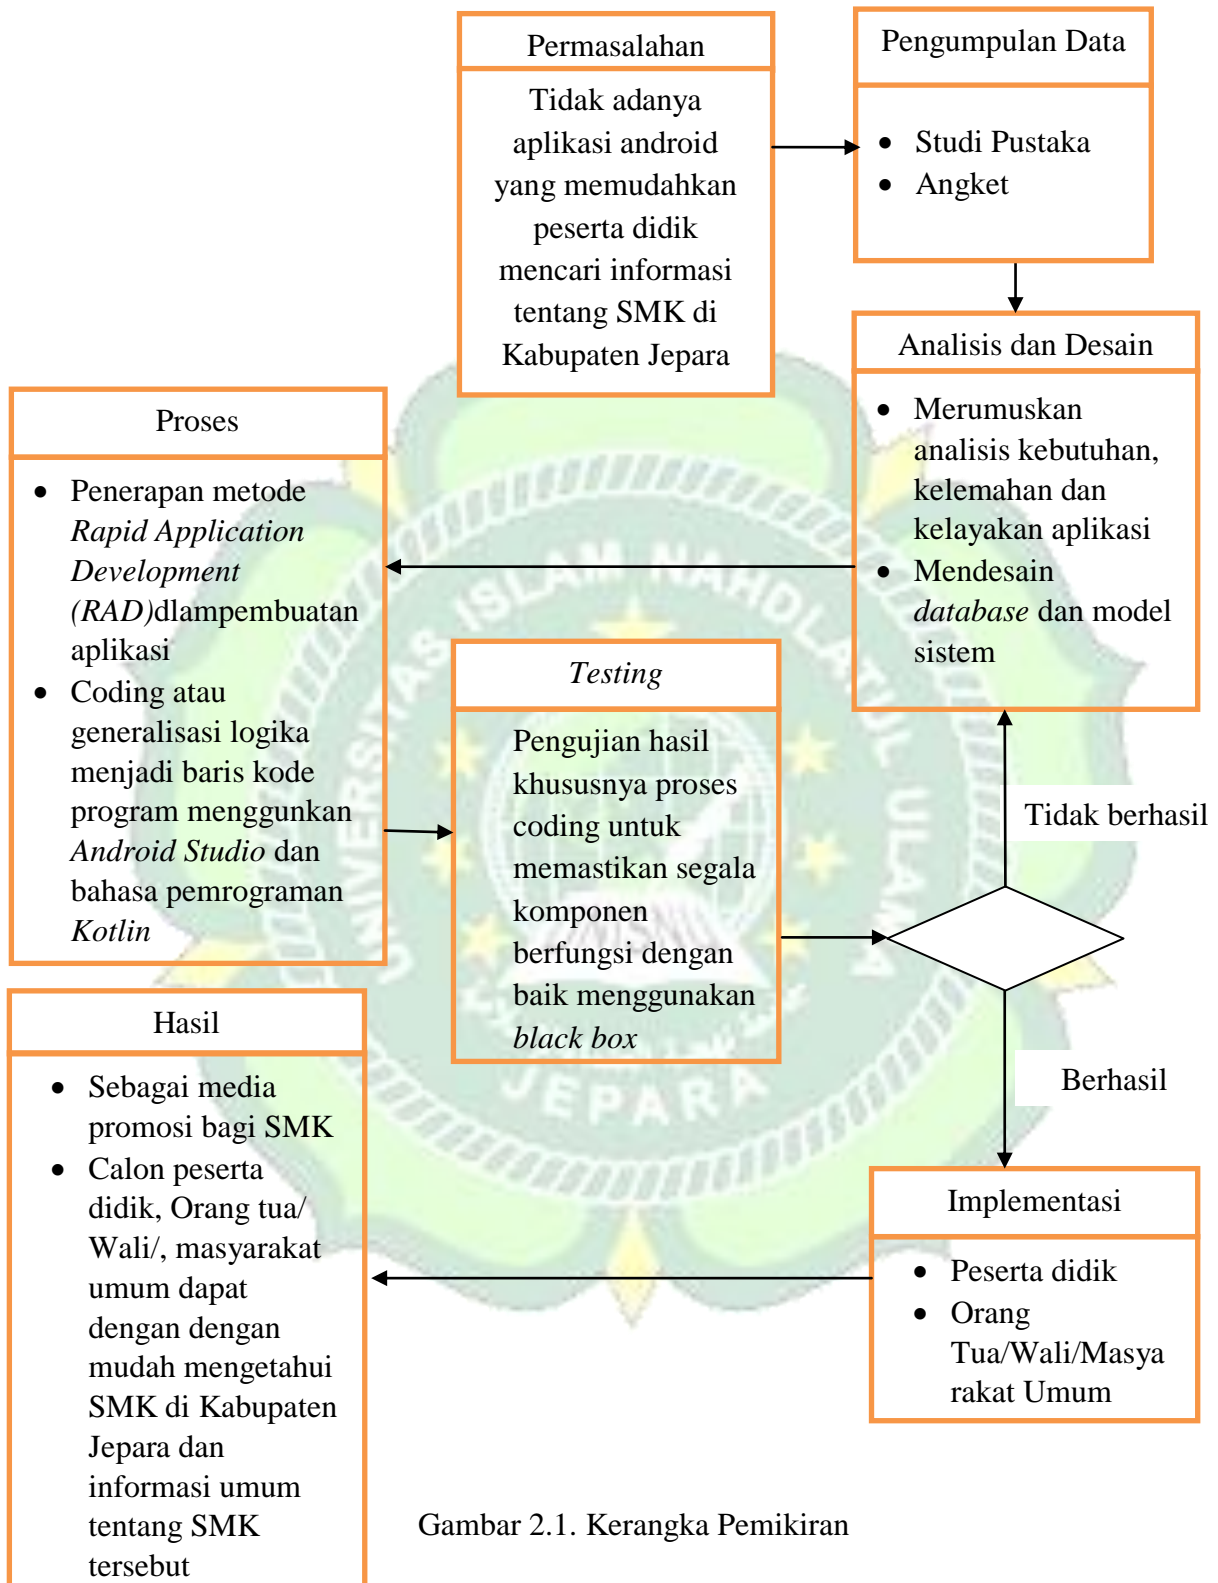 Permasalahan
Tidak adanya
aplikasi android
yang memudahkan
peserta didik
mencari informasi
tentang SMK di
Kabupaten Jepara
Pengumpulan Data
• Studi Pustaka
• Angket
Analisis dan Desain
• Merumuskan
analisis kebutuhan,
kelemahan dan
kelayakan aplikasi
• Mendesain
database dan model
sistem
Proses
• Penerapan metode
Rapid Application
Development
(RAD)dlampembuatan
aplikasi
• Coding atau
generalisasi logika
menjadi baris kode
program menggunkan
Android Studio dan
bahasa pemrograman
Kotlin
Testing
Pengujian hasil
khususnya proses
coding untuk
memastikan segala
komponen
berfungsi dengan
baik menggunakan
black box
Tidak berhasil
Berhasil
Implementasi
• Peserta didik
• Orang
Tua/Wali/Masya
rakat Umum
Hasil
• Sebagai media
promosi bagi SMK
• Calon peserta
didik, Orang tua/
Wali/, masyarakat
umum dapat
dengan dengan
mudah mengetahui
SMK di Kabupaten
Jepara dan
informasi umum
tentang SMK
tersebut
Gambar 2.1. Kerangka Pemikiran
UNIVERSITAS ISLAM NAHDLATUL ULAMA
JEPARA